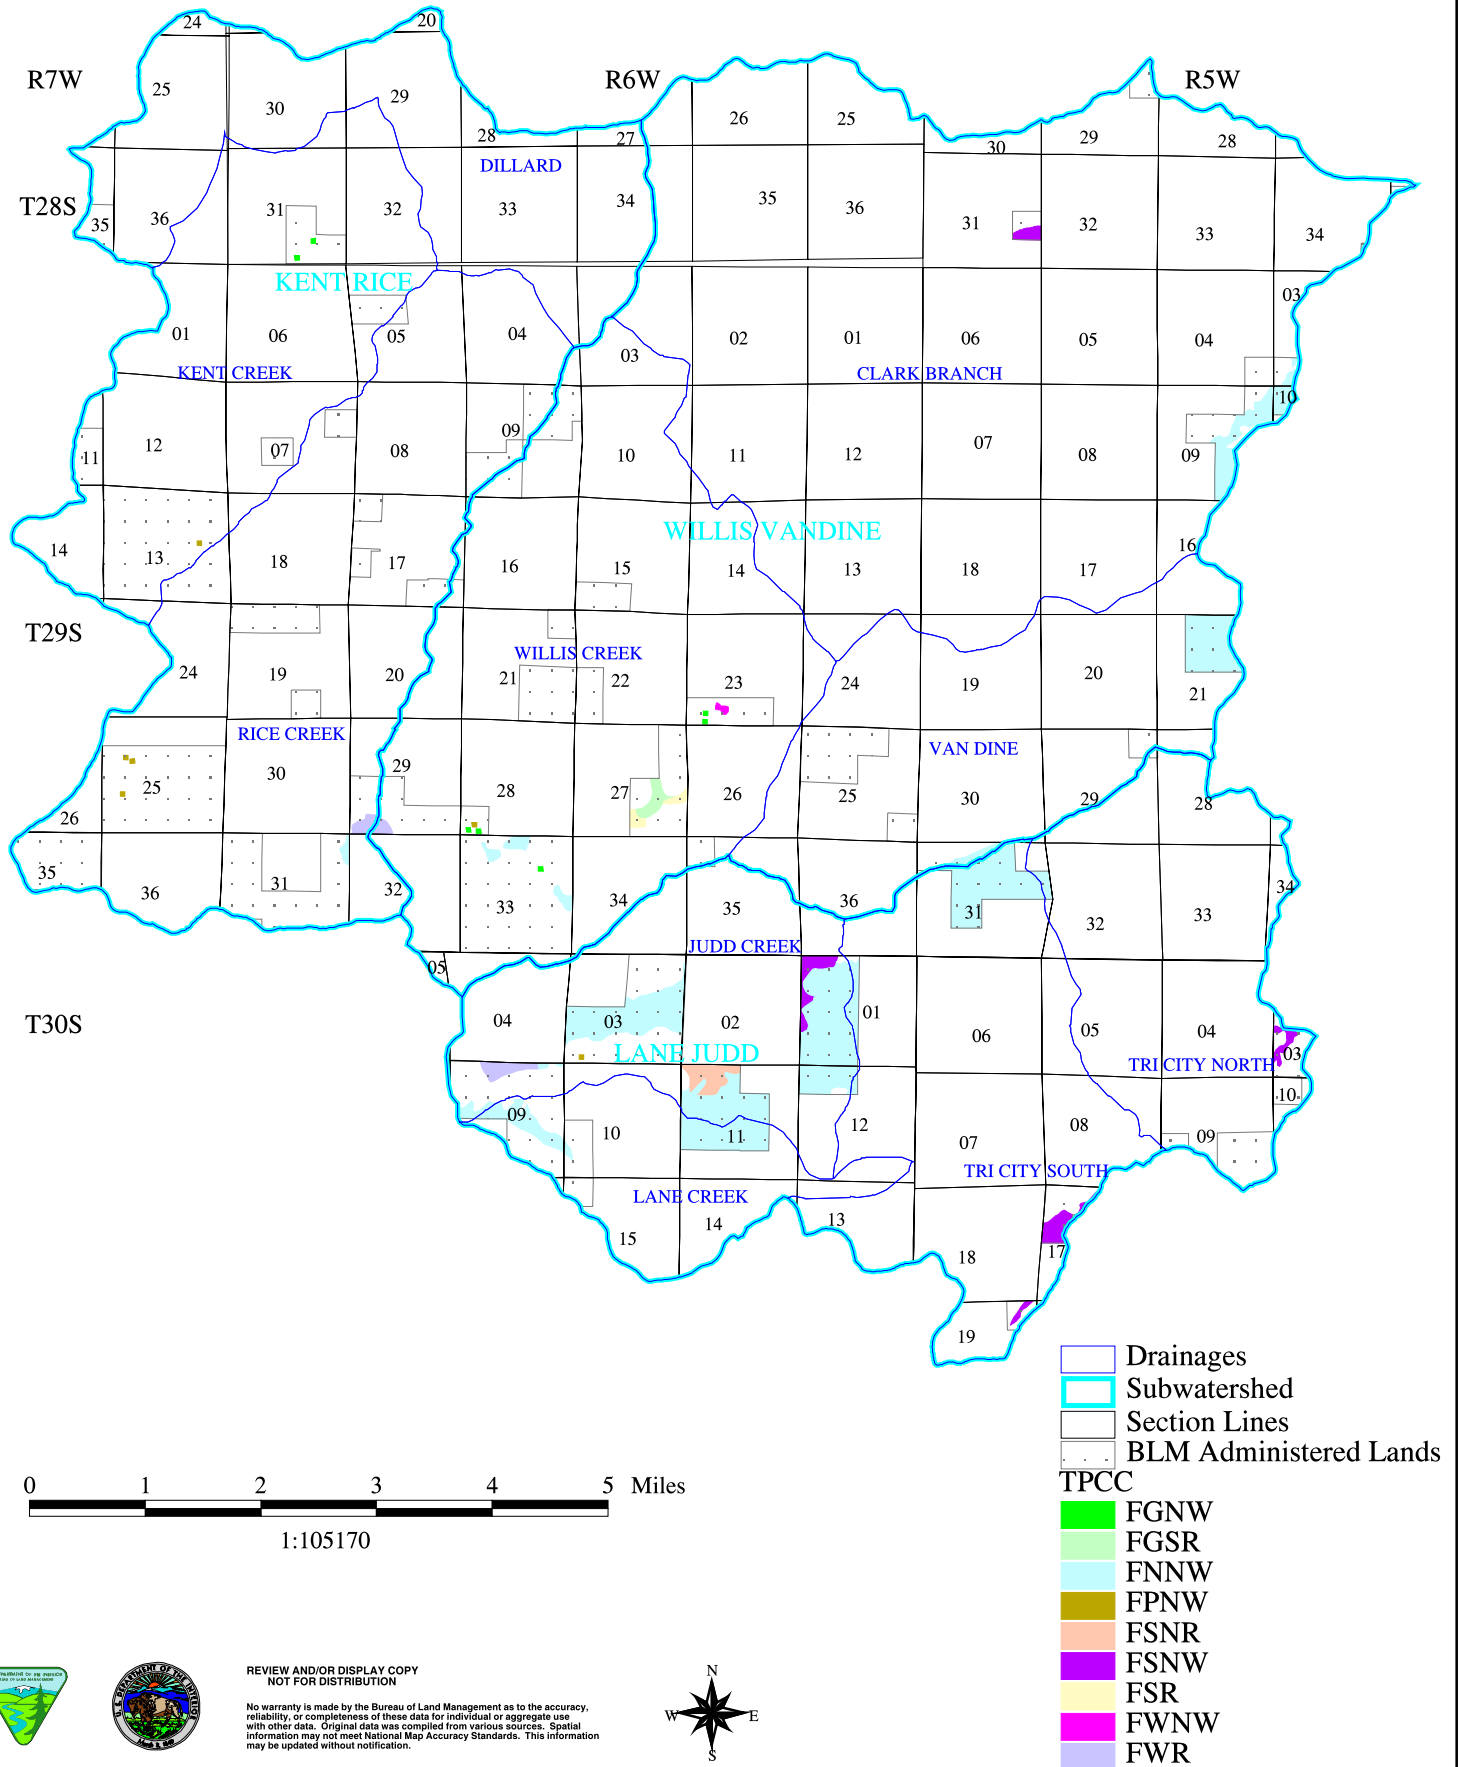 24 20
R7W R6W R5W
25 30 29 26 25 29 28
28 27 30
DILLARD
T28S
35 36 31 32 33 34 35 36 31 32 33 34
KENT RICE
03
01 06 05 04 03 02 01 06 05 04
KENT CREEK CLARK BRANCH
10
11 12 07 08 09 10 11 12 07 08 09
WILLIS VANDINE
14 13 18 17 16 15 14 13 18 17 16
T29S
WILLIS CREEK
24 19 20 21 22 23 24 19 20 21
RICE CREEK VAN DINE
26 25 30 29 28 27 26 25 30 29 28
35 36 31 32 33 34 35 36 31 32 33 34
JUDD CREEK
05
T30S
04 03 02 01 06 05 04 03
LANE JUDD
TRI CITY NORTH
10
09 10 11 12 07 08 09
TRI CITY SOUTH
LANE CREEK
15 14 13 18 17
19
Drainages
Subwatershed
Section Lines
BLM Administered Lands
TPCC
FGNW
FGSR
FNNW
FPNW
FSNR
FSNW
FSR
FWNW
FWR
0 1 2 3 4 5 Miles
1:105170
U.S. DEPARTMENT OF THE INTERIOR
March 3, 1849
REVIEW AND/OR DISPLAY COPY
NOT FOR DISTRIBUTION
No warranty is made by the Bureau of Land Management as to the accuracy,
reliability, or completeness of these data for individual or aggregate use
with other data. Original data was compiled from various sources. Spatial
information may not meet National Map Accuracy Standards. This information
may be updated without notification.
N
W E
S